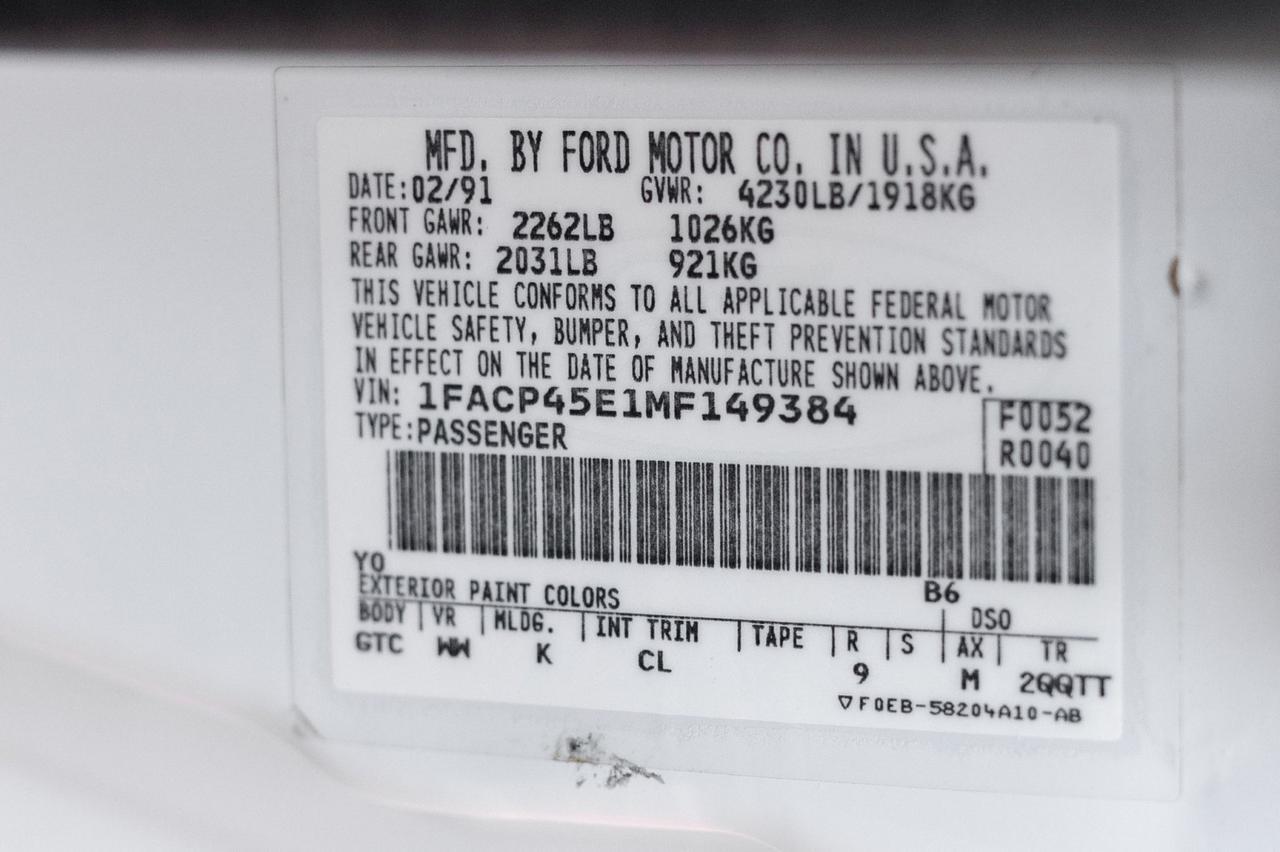 MFD. BY FORD MOTOR CO. IN U.S.A.
DATE: 02/91 GVWR: 4230LB/1918KG
FRONT GAWR: 2262LB 1026KG
REAR GAWR: 2031LB 921KG
THIS VEHICLE CONFORMS TO ALL APPLICABLE FEDERAL MOTOR
VEHICLE SAFETY, BUMPER, AND THEFT PREVENTION STANDARDS
IN EFFECT ON THE DATE OF MANUFACTURE SHOWN ABOVE.
VIN: 1FACP45E1MF149384 F0052
TYPE: PASSENGER R0040
YO B6
EXTERIOR PAINT COLORS DSO
BODY VR MLDG. INT TRIM TAPE R S AX TR
GTC WW K CL 9 M 2QQTT
▽F0EB-58204A10-AB